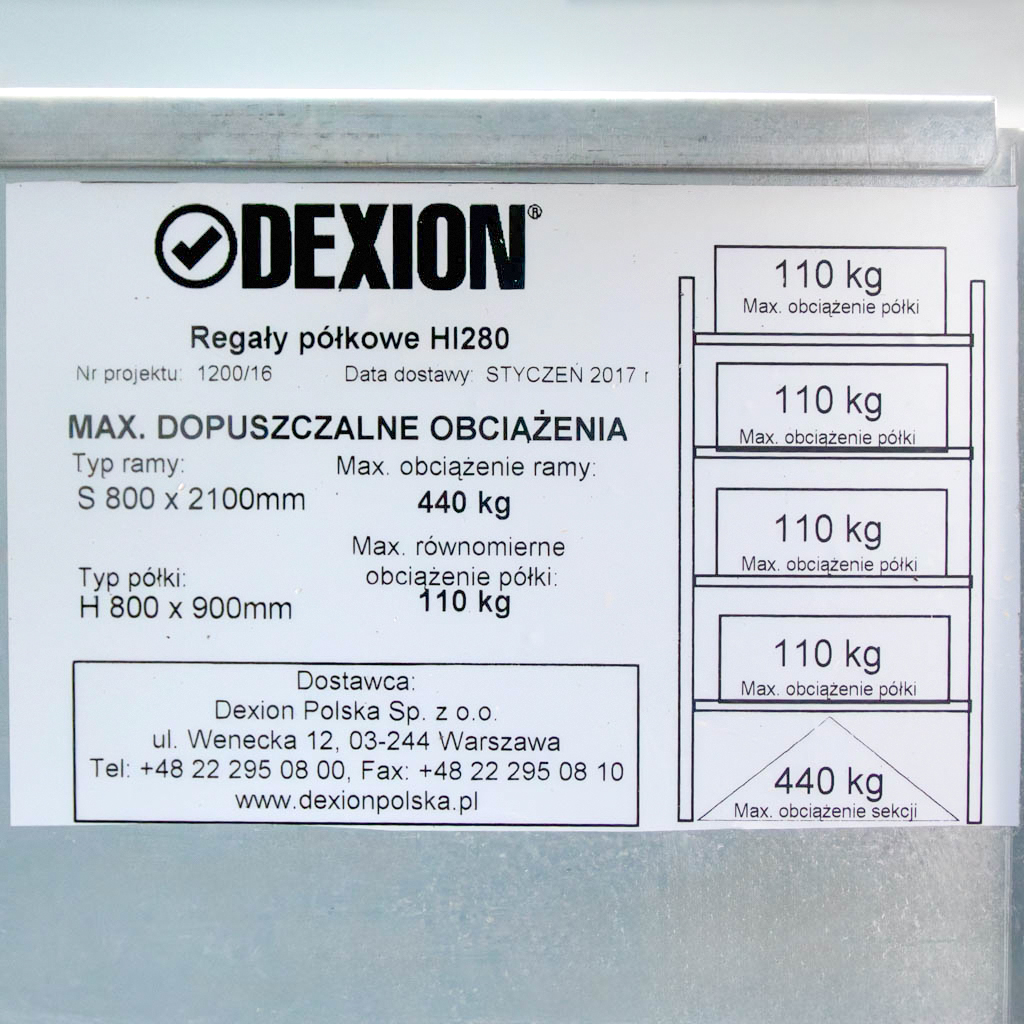 DEXION®
Regały półkowe HI280
Nr projektu: 1200/16 Data dostawy: STYCZEŃ 2017 r
MAX. DOPUSZCZALNE OBCIĄŻENIA
Typ ramy: Max. obciążenie ramy:
S 800 x 2100mm 440 kg
Max. równomierne
Typ półki: obciążenie półki:
H 800 x 900mm 110 kg
Dostawca:
Dexion Polska Sp. z o.o.
ul. Wenecka 12, 03-244 Warszawa
Tel: +48 22 295 08 00, Fax: +48 22 295 08 10
www.dexionpolska.pl
110 kg
Max. obciążenie półki
110 kg
Max. obciążenie półki
110 kg
Max. obciążenie półki
110 kg
Max. obciążenie półki
440 kg
Max. obciążenie sekcji